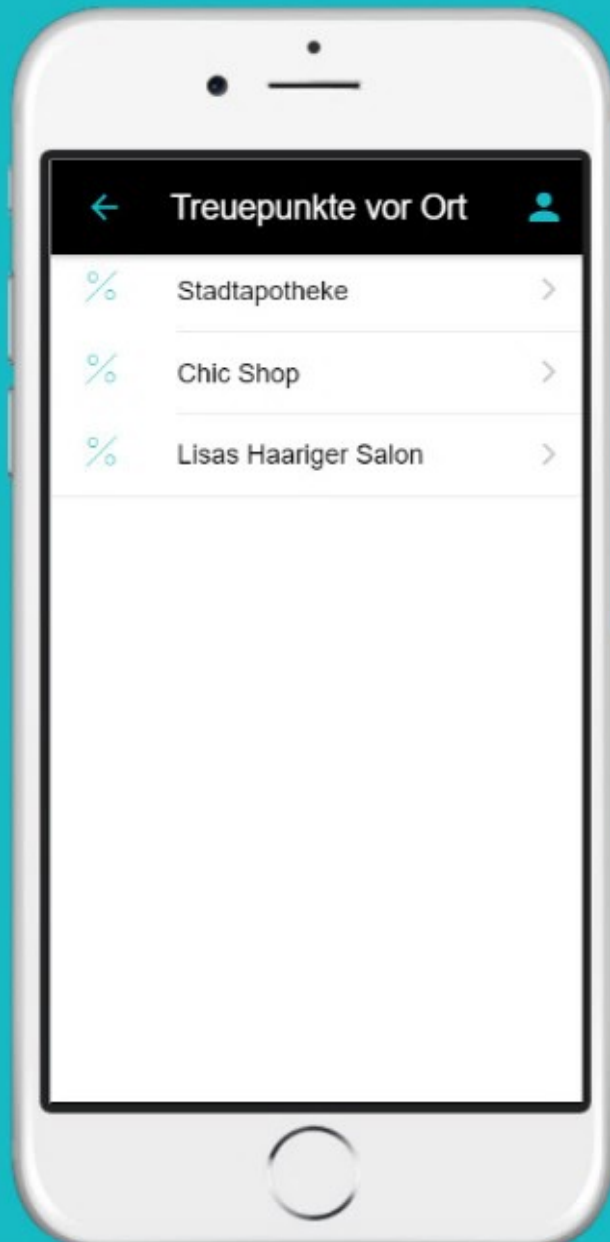 Treuepunkte vor Ort
% Stadtapotheke
% Chic Shop
% Lisas Haariger Salon